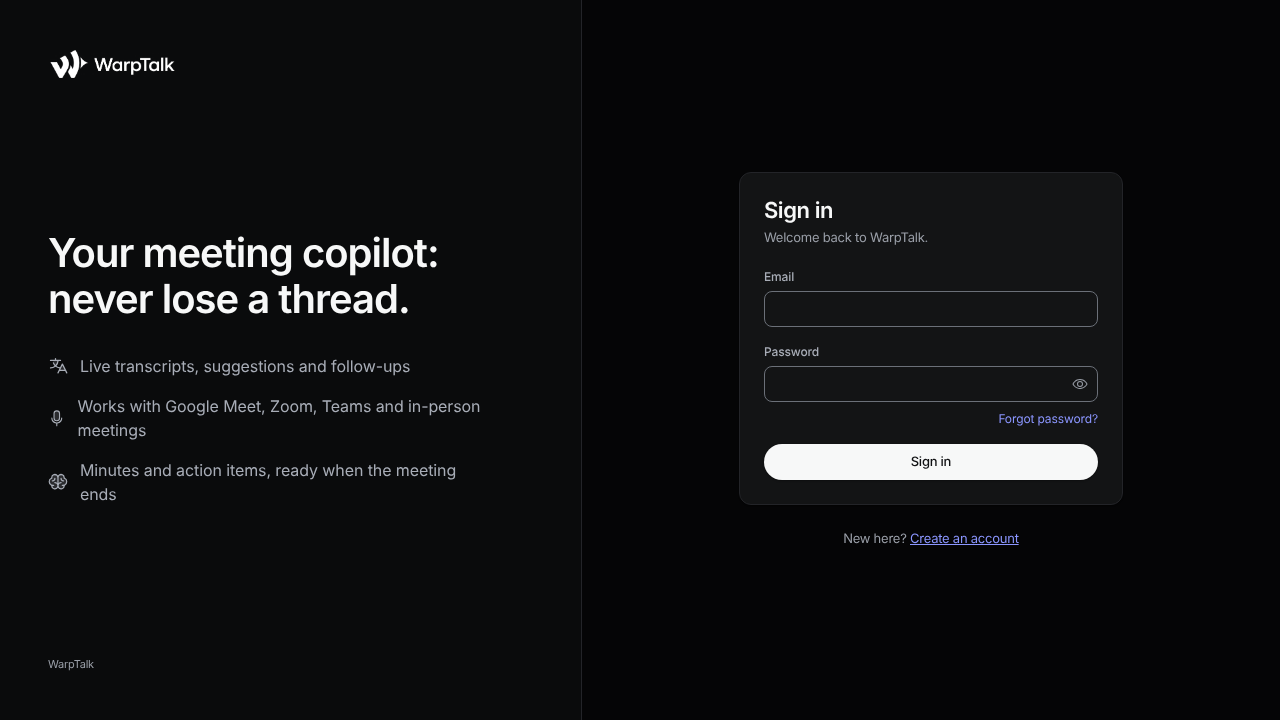 WarpTalk
Your meeting copilot:
never lose a thread.
Live transcripts, suggestions and follow-ups
Works with Google Meet, Zoom, Teams and in-person
meetings
Minutes and action items, ready when the meeting
ends
WarpTalk
Sign in
Welcome back to WarpTalk.
Email
Password
Forgot password?
Sign in
New here? Create an account